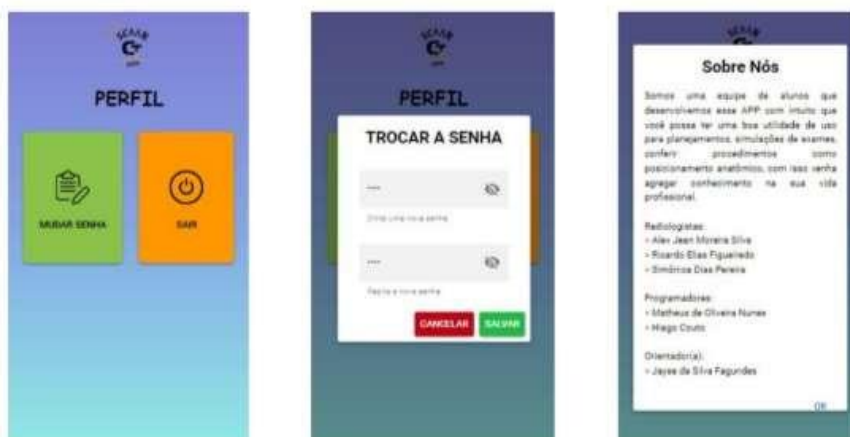 SCAAR
PERFIL
MUDAR SENHA
SAIR
SCAAR
PERFIL
TROCAR A SENHA
----
Digite uma nova senha
----
Repita a nova senha
CANCELAR
SALVAR
Sobre Nós
Somos uma equipe de alunos que
desenvolvemos esse APP com intuito que
você possa ter uma boa utilidade de uso
para planejamentos, simulações de exames,
conferir procedimentos como
posicionamento anatômico, com isso venha
agregar conhecimento na sua vida
profissional.
Radiologistas:
- Alex Jean Moreira Silva
- Ricardo Elias Figueiredo
- Simônica Dias Pereira
Programadores:
- Matheus de Oliveira Nunes
- Hiago Couto
Orientador(a):
- Jayse da Silva Fagundes
OK